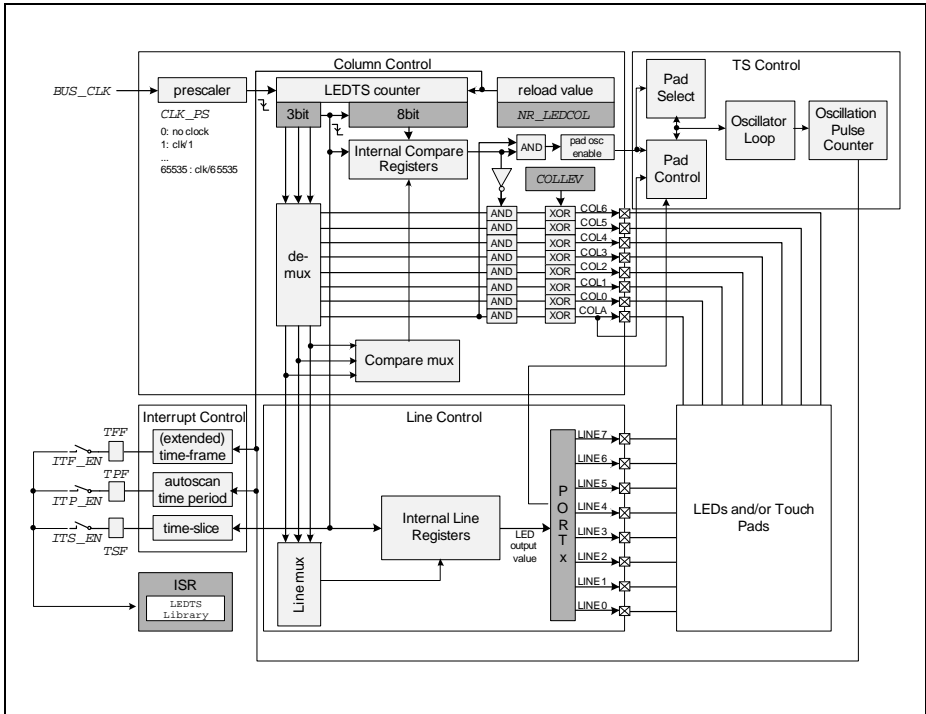 Column Control
TS Control
BUS_CLK
prescaler
CLK_PS
0: no clock
1: clk/1
...
65535 : clk/65535
LEDTS counter
3bit
8bit
reload value
NR_LEDCOL
Internal Compare
Registers
AND
pad osc
enable
COLLEV
Pad
Select
Pad
Control
Oscillator
Loop
Oscillation
Pulse
Counter
de-
mux
AND XOR COL6
AND XOR COL5
AND XOR COL4
AND XOR COL3
AND XOR COL2
AND XOR COL1
AND XOR COL0
AND XOR COLA
Compare mux
Interrupt Control
TFF
ITF_EN
(extended)
time-frame
TPF
ITP_EN
autoscan
time period
ITS_EN
TSF
time-slice
ISR
LEDTS
Library
Line Control
Line mux
Internal Line
Registers
LED
output
value
PORTx
LINE7
LINE6
LINE5
LINE4
LINE3
LINE2
LINE1
LINE0
LEDs and/or Touch
Pads